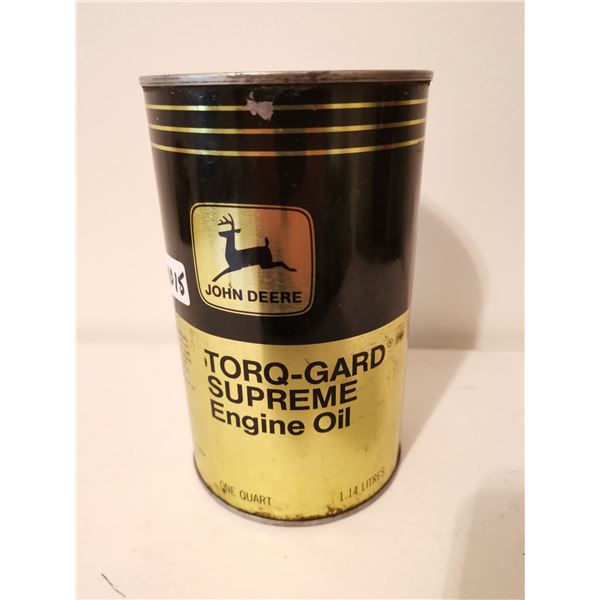 JOHN DEERE
TORQ-GARD®
SUPREME
Engine Oil
ONE QUART 1.14 LITRES